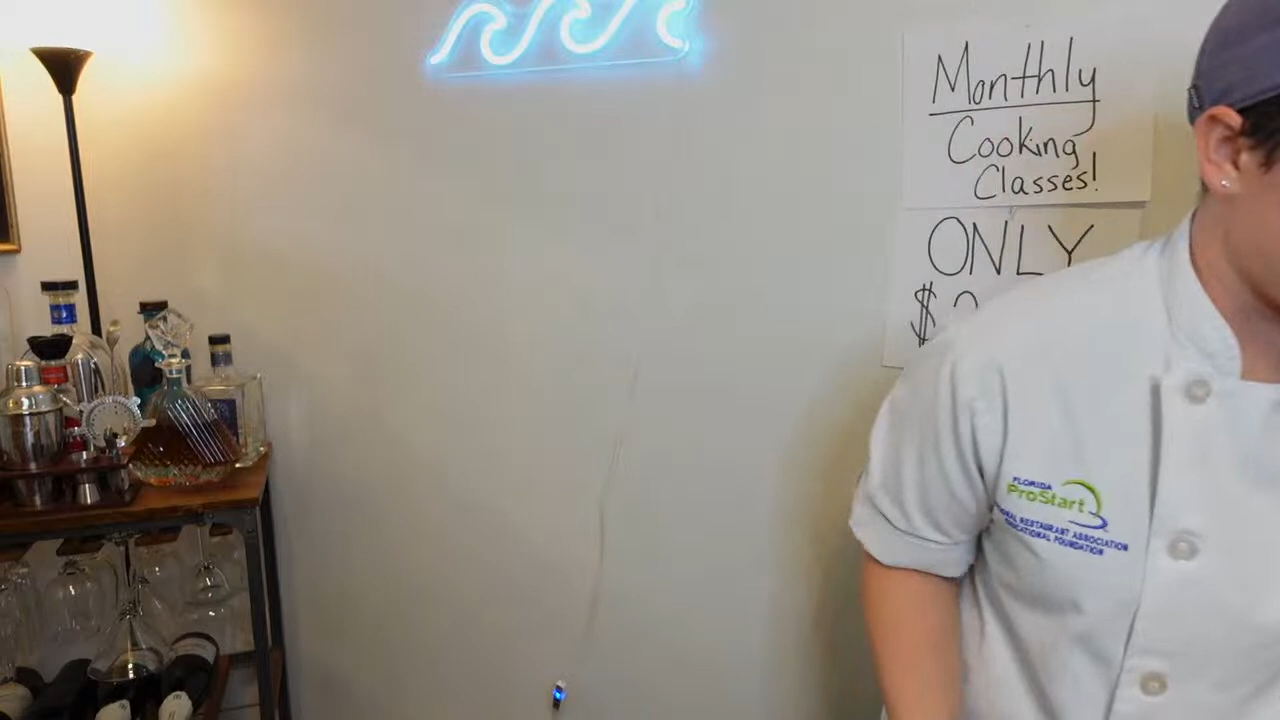 Monthly
Cooking
Classes!
ONLY
$
FLORIDA
ProStart
RESTAURANT ASSOCIATION
EDUCATIONAL FOUNDATION